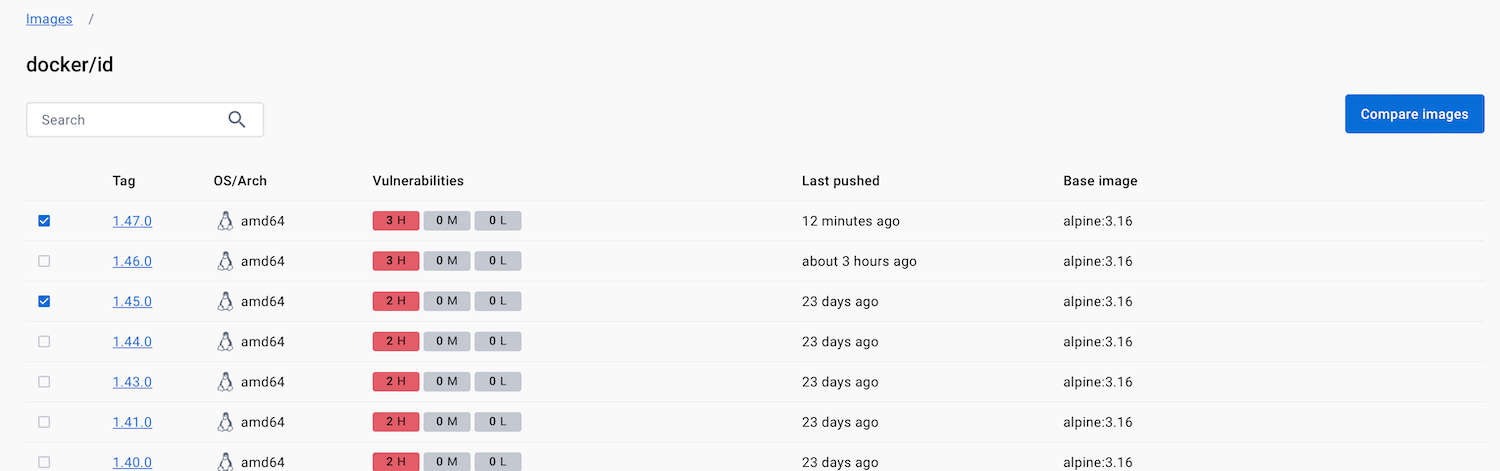 Images /
docker/id
Search
Compare images
Tag OS/Arch Vulnerabilities Last pushed Base image
1.47.0 amd64 3 H 0 M 0 L 12 minutes ago alpine:3.16
1.46.0 amd64 3 H 0 M 0 L about 3 hours ago alpine:3.16
1.45.0 amd64 2 H 0 M 0 L 23 days ago alpine:3.16
1.44.0 amd64 2 H 0 M 0 L 23 days ago alpine:3.16
1.43.0 amd64 2 H 0 M 0 L 23 days ago alpine:3.16
1.41.0 amd64 2 H 0 M 0 L 23 days ago alpine:3.16
1.40.0 amd64 2 H 0 M 0 L 23 days ago alpine:3.16